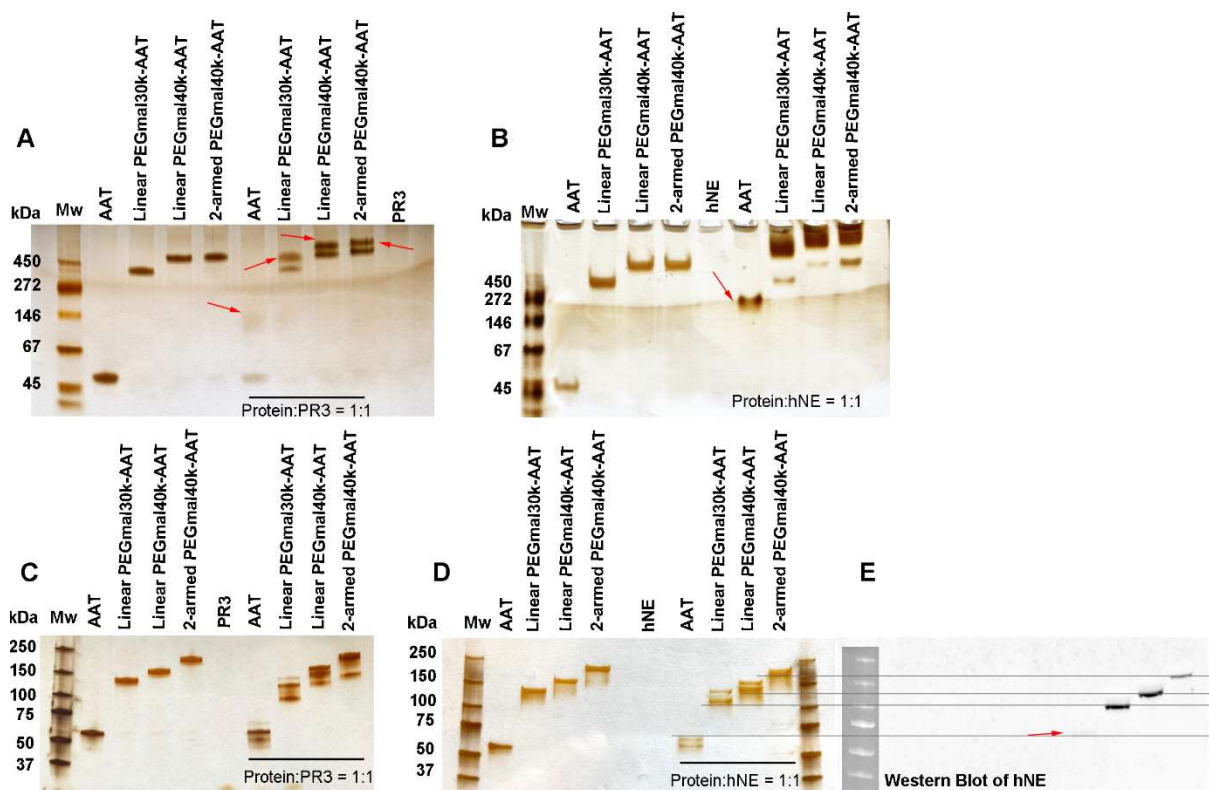 A
kDa
Mw
AAT
Linear PEGmal30k-AAT
Linear PEGmal40k-AAT
2-armed PEGmal40k-AAT
AAT
Linear PEGmal30k-AAT
Linear PEGmal40k-AAT
2-armed PEGmal40k-AAT
PR3
450
272
146
67
45
Protein:PR3 = 1:1
B
kDa
Mw
AAT
Linear PEGmal30k-AAT
Linear PEGmal40k-AAT
2-armed PEGmal40k-AAT
hNE
AAT
Linear PEGmal30k-AAT
Linear PEGmal40k-AAT
2-armed PEGmal40k-AAT
450
272
146
67
45
Protein:hNE = 1:1
C
kDa
Mw
AAT
Linear PEGmal30k-AAT
Linear PEGmal40k-AAT
2-armed PEGmal40k-AAT
PR3
AAT
Linear PEGmal30k-AAT
Linear PEGmal40k-AAT
2-armed PEGmal40k-AAT
250
150
100
75
50
37
Protein:PR3 = 1:1
D
kDa
Mw
AAT
Linear PEGmal30k-AAT
Linear PEGmal40k-AAT
2-armed PEGmal40k-AAT
hNE
AAT
Linear PEGmal30k-AAT
Linear PEGmal40k-AAT
2-armed PEGmal40k-AAT
250
150
100
75
50
37
Protein:hNE = 1:1
E
Western Blot of hNE